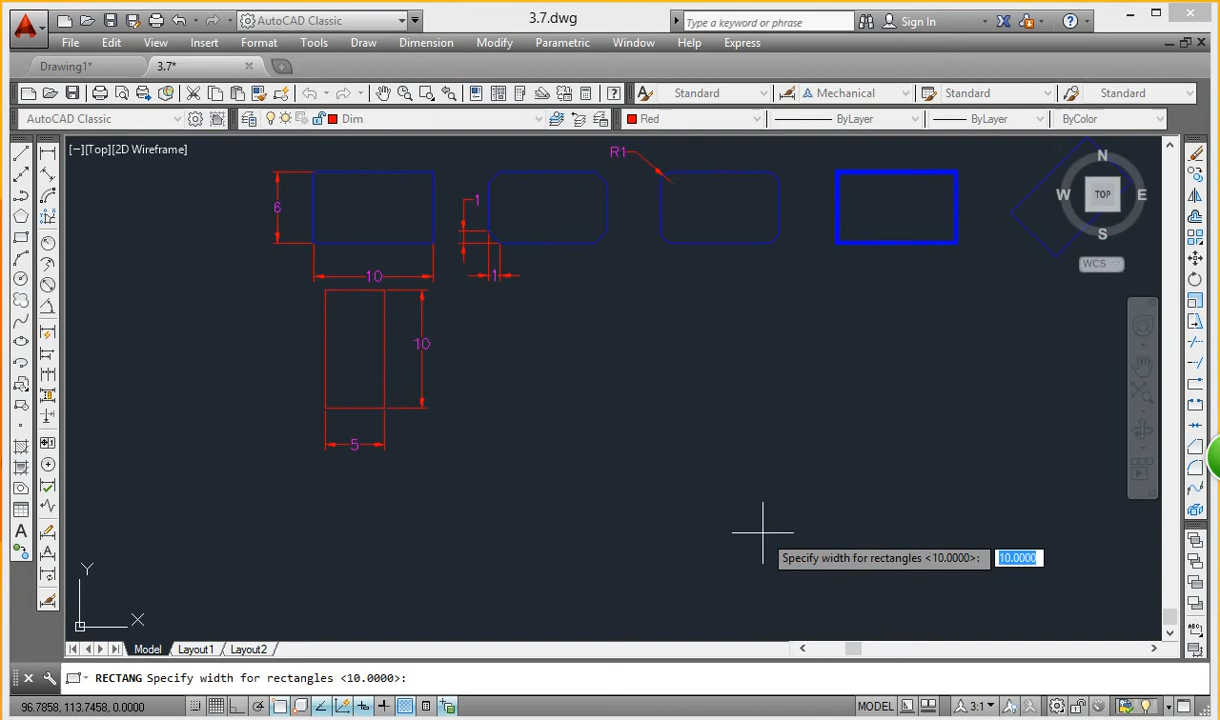 AutoCAD Classic
3.7.dwg
Type a keyword or phrase
Sign In
File Edit View Insert Format Tools Draw Dimension Modify Parametric Window Help Express
Drawing1* 3.7*
Standard Mechanical Standard Standard
AutoCAD Classic Dim Red ByLayer ByLayer ByColor
[−][Top][2D Wireframe]
R1
N
W TOP E
S
WCS
6
1
10
1
10
5
Specify width for rectangles <10.0000>: 10.0000
Y
X
Model Layout1 Layout2
RECTANG Specify width for rectangles <10.0000>:
96.7858, 113.7458, 0.0000
MODEL 3:1